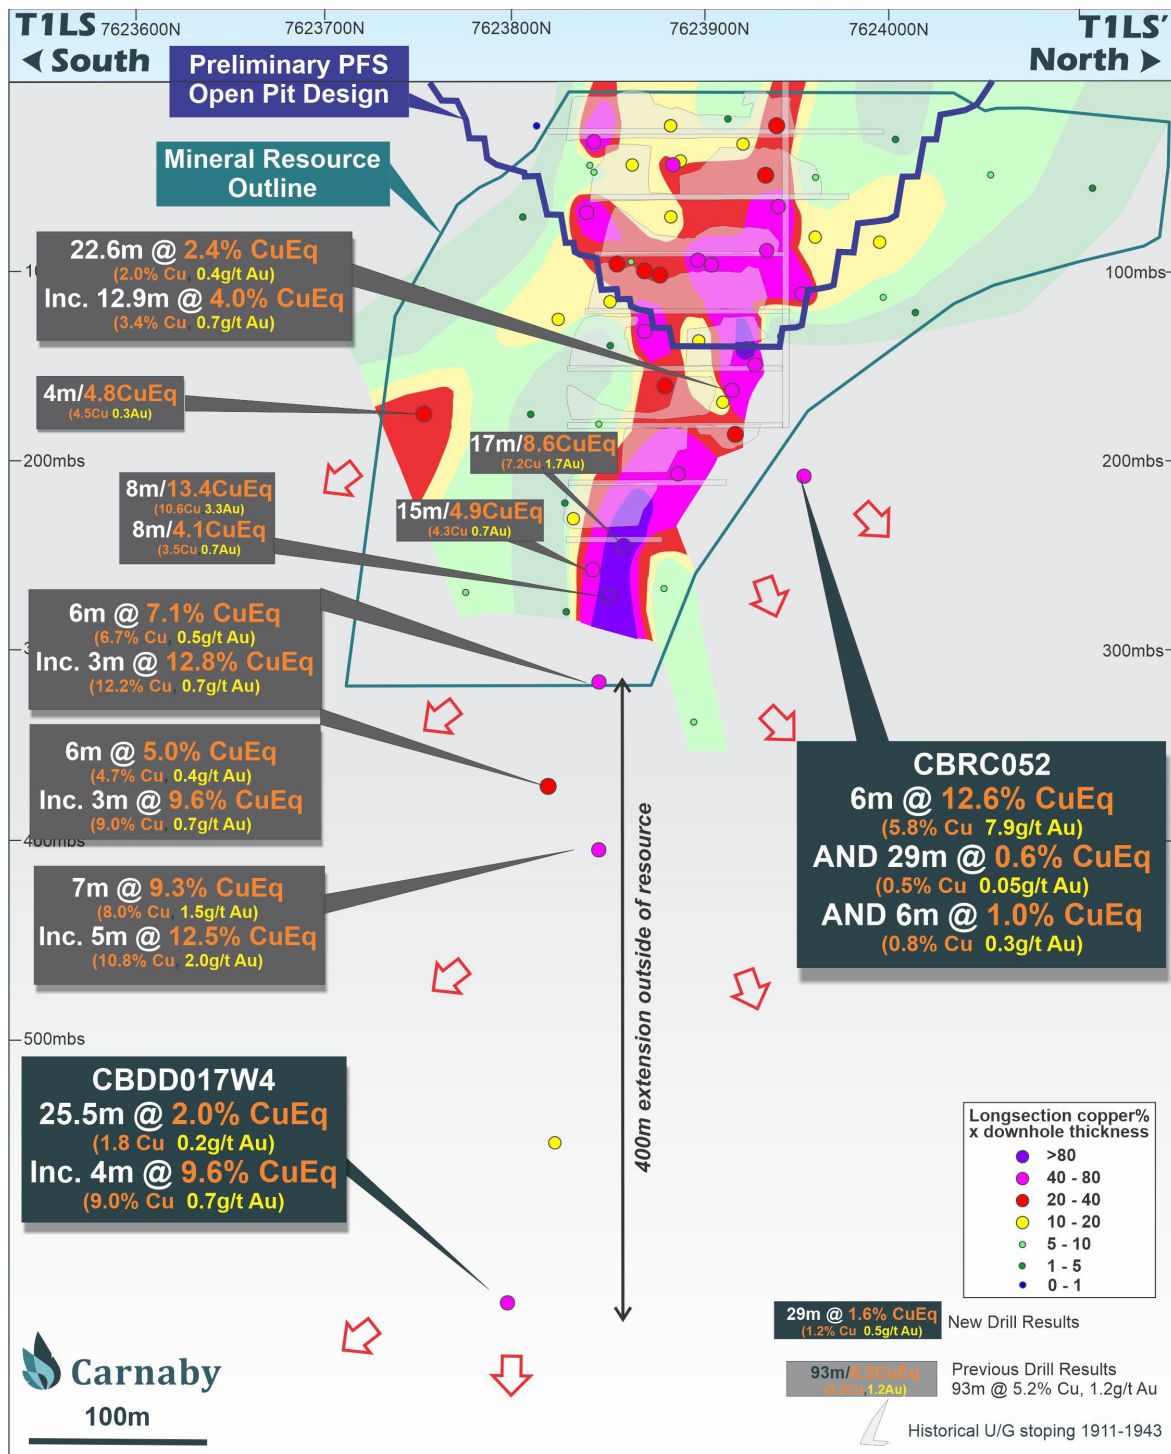 T1LS
7623600N
7623700N
7623800N
7623900N
7624000N
T1LS'
South
North
Preliminary PFS
Open Pit Design
Mineral Resource
Outline
22.6m @ 2.4% CuEq
(2.0% Cu, 0.4g/t Au)
Inc. 12.9m @ 4.0% CuEq
(3.4% Cu, 0.7g/t Au)
100mbs
4m/4.8CuEq
(4.5Cu 0.3Au)
17m/8.6CuEq
(7.2Cu, 1.7Au)
200mbs
200mbs
8m/13.4CuEq
(10.6Cu 3.3Au)
8m/4.1CuEq
(3.5Cu, 0.7Au)
15m/4.9CuEq
(4.3Cu 0.7Au)
6m @ 7.1% CuEq
(6.7% Cu, 0.5g/t Au)
Inc. 3m @ 12.8% CuEq
(12.2% Cu, 0.7g/t Au)
300mbs
6m @ 5.0% CuEq
(4.7% Cu, 0.4g/t Au)
Inc. 3m @ 9.6% CuEq
(9.0% Cu, 0.7g/t Au)
400mbs
7m @ 9.3% CuEq
(8.0% Cu, 1.5g/t Au)
Inc. 5m @ 12.5% CuEq
(10.8% Cu, 2.0g/t Au)
400m extension outside of resource
CBRC052
6m @ 12.6% CuEq
(5.8% Cu 7.9g/t Au)
AND 29m @ 0.6% CuEq
(0.5% Cu 0.05g/t Au)
AND 6m @ 1.0% CuEq
(0.8% Cu 0.3g/t Au)
500mbs
CBDD017W4
25.5m @ 2.0% CuEq
(1.8 Cu 0.2g/t Au)
Inc. 4m @ 9.6% CuEq
(9.0% Cu 0.7g/t Au)
Longsection copper%
x downhole thickness
>80
40 - 80
20 - 40
10 - 20
5 - 10
1 - 5
0 - 1
29m @ 1.6% CuEq
(1.2% Cu 0.5g/t Au)
New Drill Results
93m/6.2CuEq
(5.2Cu, 1.2Au)
Previous Drill Results
93m @ 5.2% Cu, 1.2g/t Au
Historical U/G stoping 1911-1943
Carnaby
100m